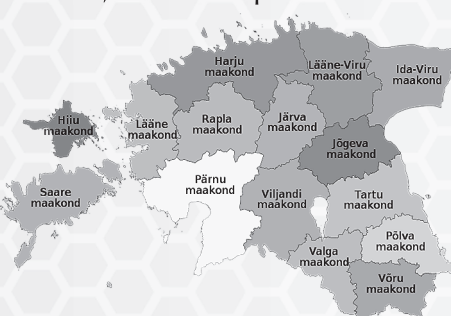 Harju
maakond
Lääne-Viru
maakond
Ida-Viru
maakond
Hiiu
maakond
Lääne
maakond
Rapla
maakond
Järva
maakond
Jõgeva
maakond
Saare
maakond
Pärnu
maakond
Viljandi
maakond
Tartu
maakond
Valga
maakond
Põlva
maakond
Võru
maakond